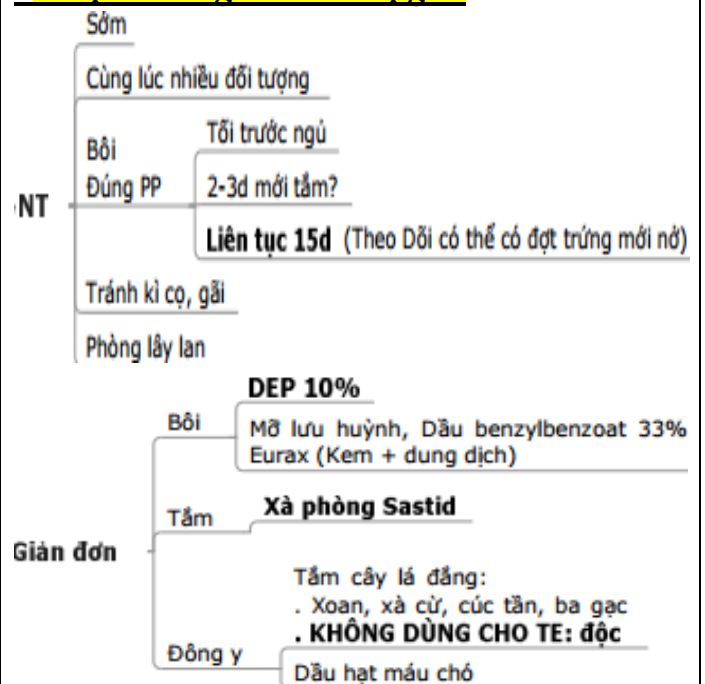 Sớm
Cùng lúc nhiều đối tượng
Bôi
Đúng PP
Tối trước ngủ
2-3d mới tắm?
Liên tục 15d (Theo Dõi có thể có đợt trứng mới nở)
NT
Tránh kì cọ, gãi
Phòng lây lan
DEP 10%
Bôi
Mỡ lưu huỳnh, Dầu benzylbenzoat 33%
Eurax (Kem + dung dịch)
Tắm
Xà phòng Sastid
Giản đơn
Tắm cây lá đắng:
. Xoan, xà cừ, cúc tần, ba gạc
. KHÔNG DÙNG CHO TE: độc
Đông y
Dầu hạt máu chó